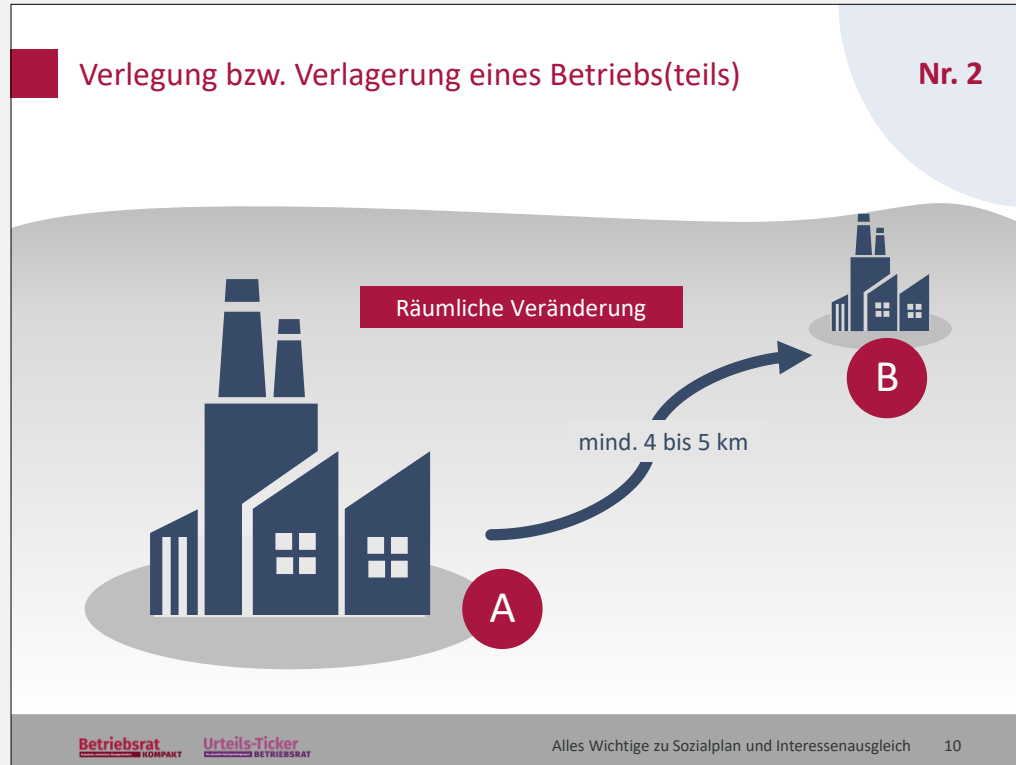 Verlegung bzw. Verlagerung eines Betriebs(teils)
Nr. 2
Räumliche Veränderung
B
mind. 4 bis 5 km
A
Betriebsrat
KOMPAKT
Urteils-Ticker
BETRIEBSRAT
Alles Wichtige zu Sozialplan und Interessenausgleich 10